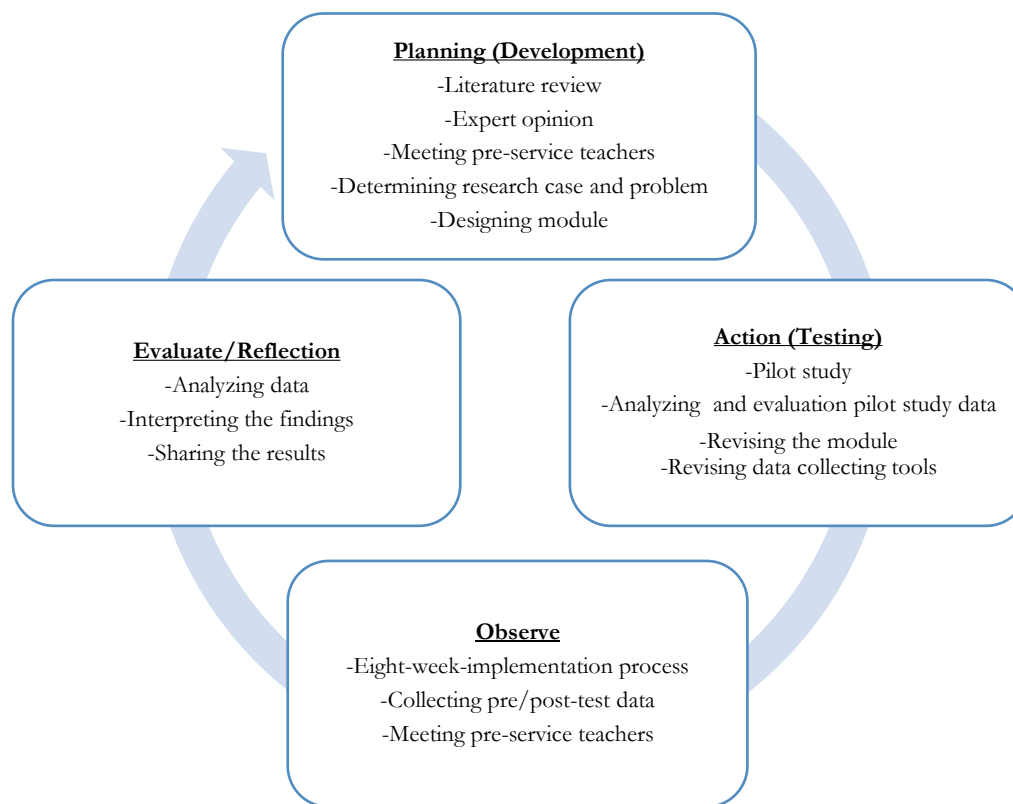 Planning (Development)
-Literature review
-Expert opinion
-Meeting pre-service teachers
-Determining research case and problem
-Designing module
Action (Testing)
-Pilot study
-Analyzing and evaluation pilot study data
-Revising the module
-Revising data collecting tools
Observe
-Eight-week-implementation process
-Collecting pre/post-test data
-Meeting pre-service teachers
Evaluate/Reflection
-Analyzing data
-Interpreting the findings
-Sharing the results